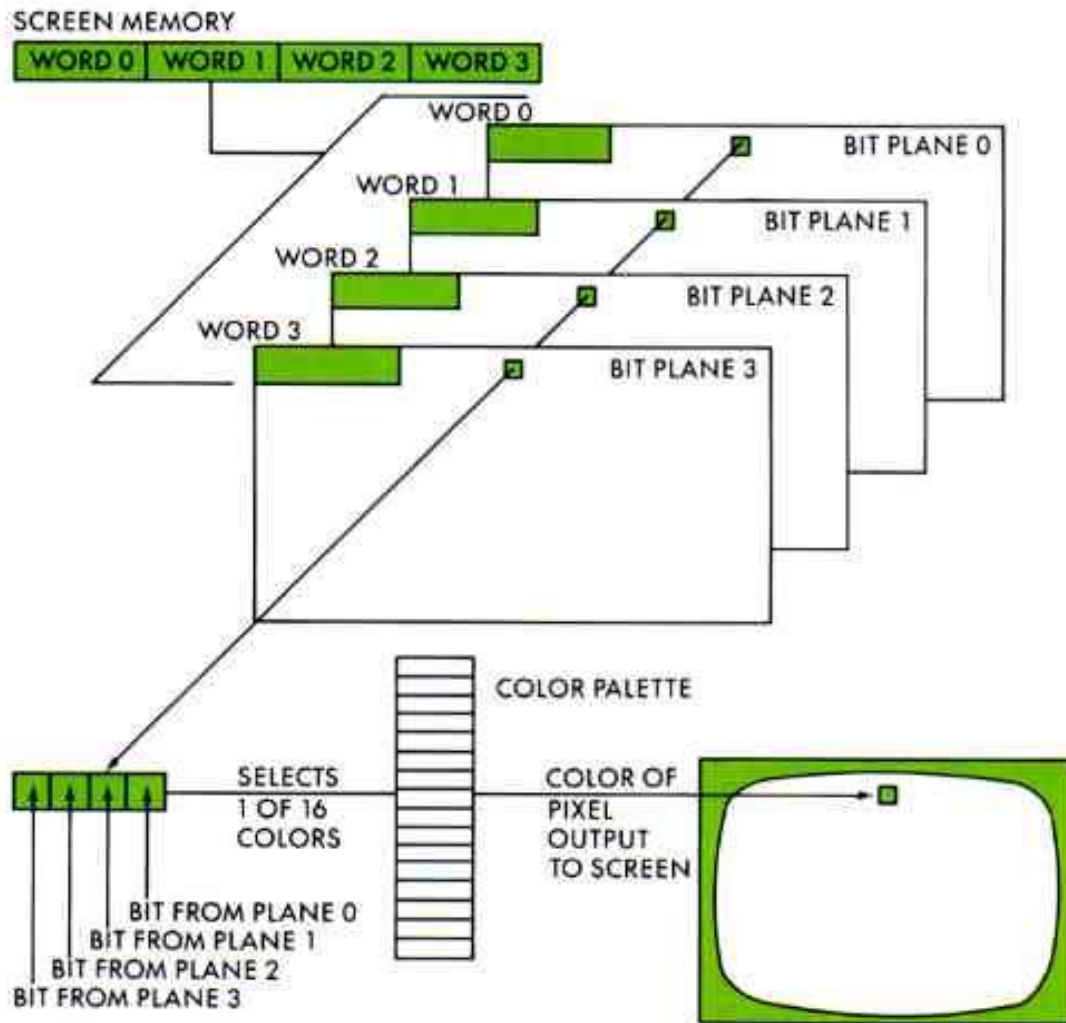 SCREEN MEMORY
WORD 0 WORD 1 WORD 2 WORD 3
WORD 0
BIT PLANE 0
WORD 1
BIT PLANE 1
WORD 2
BIT PLANE 2
WORD 3
BIT PLANE 3
COLOR PALETTE
SELECTS
1 OF 16
COLORS
COLOR OF
PIXEL
OUTPUT
TO SCREEN
BIT FROM PLANE 0
BIT FROM PLANE 1
BIT FROM PLANE 2
BIT FROM PLANE 3